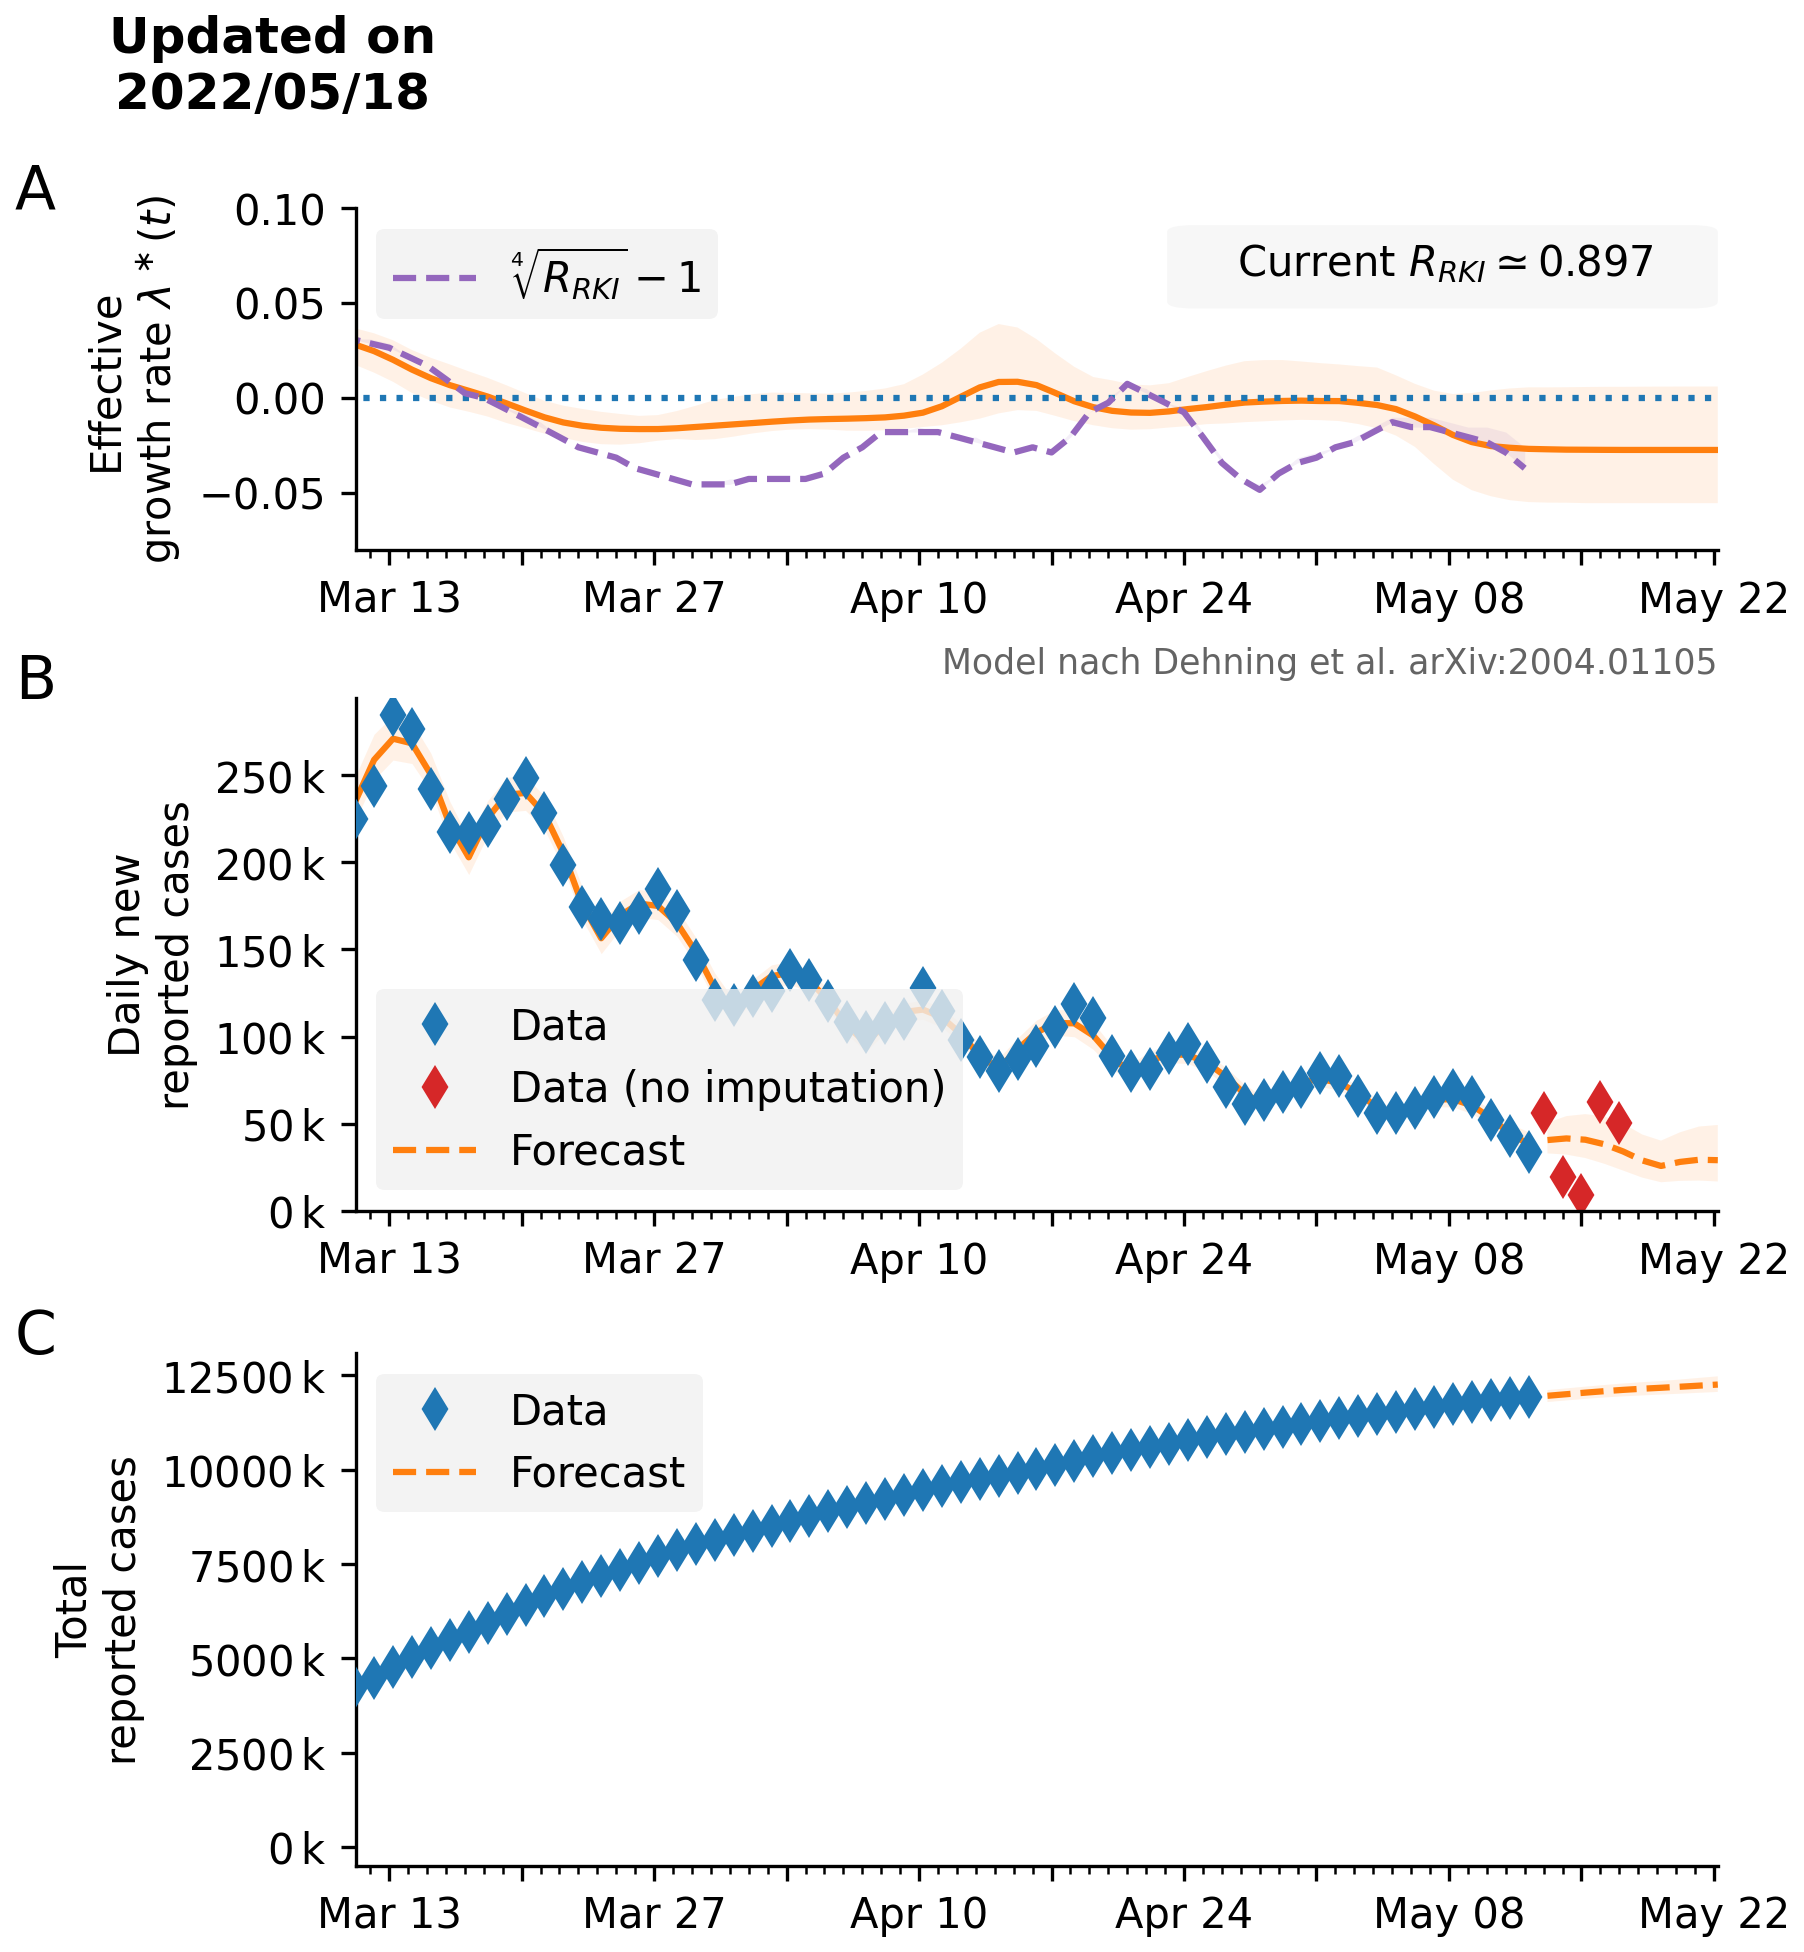 Updated on
2022/05/18
A
Effective
growth rate λ * (t)
0.10
0.05
0.00
−0.05
∜R_RKI − 1
Current R_RKI ≃ 0.897
Mar 13
Mar 27
Apr 10
Apr 24
May 08
May 22
Model nach Dehning et al. arXiv:2004.01105
B
Daily new
reported cases
250 k
200 k
150 k
100 k
50 k
0 k
Data
Data (no imputation)
Forecast
Mar 13
Mar 27
Apr 10
Apr 24
May 08
May 22
C
Total
reported cases
12500 k
10000 k
7500 k
5000 k
2500 k
0 k
Data
Forecast
Mar 13
Mar 27
Apr 10
Apr 24
May 08
May 22